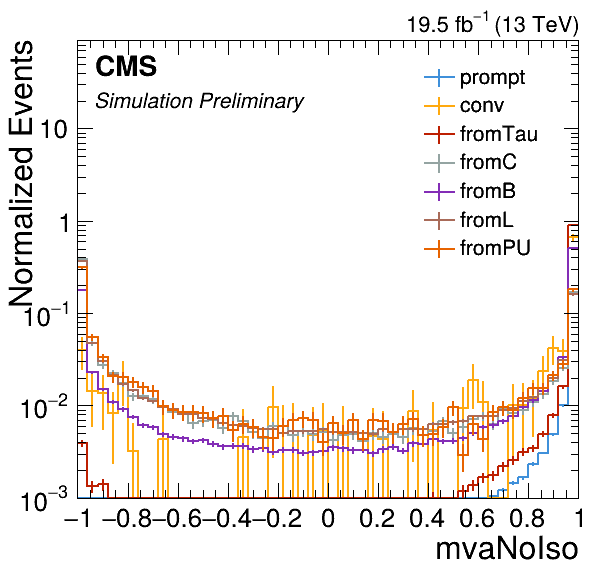 19.5 fb⁻¹ (13 TeV)
CMS
Simulation Preliminary
prompt
conv
fromTau
fromC
fromB
fromL
fromPU
Normalized Events
10
1
10⁻¹
10⁻²
10⁻³
−1 −0.8 −0.6 −0.4 −0.2 0 0.2 0.4 0.6 0.8 1
mvaNoIso